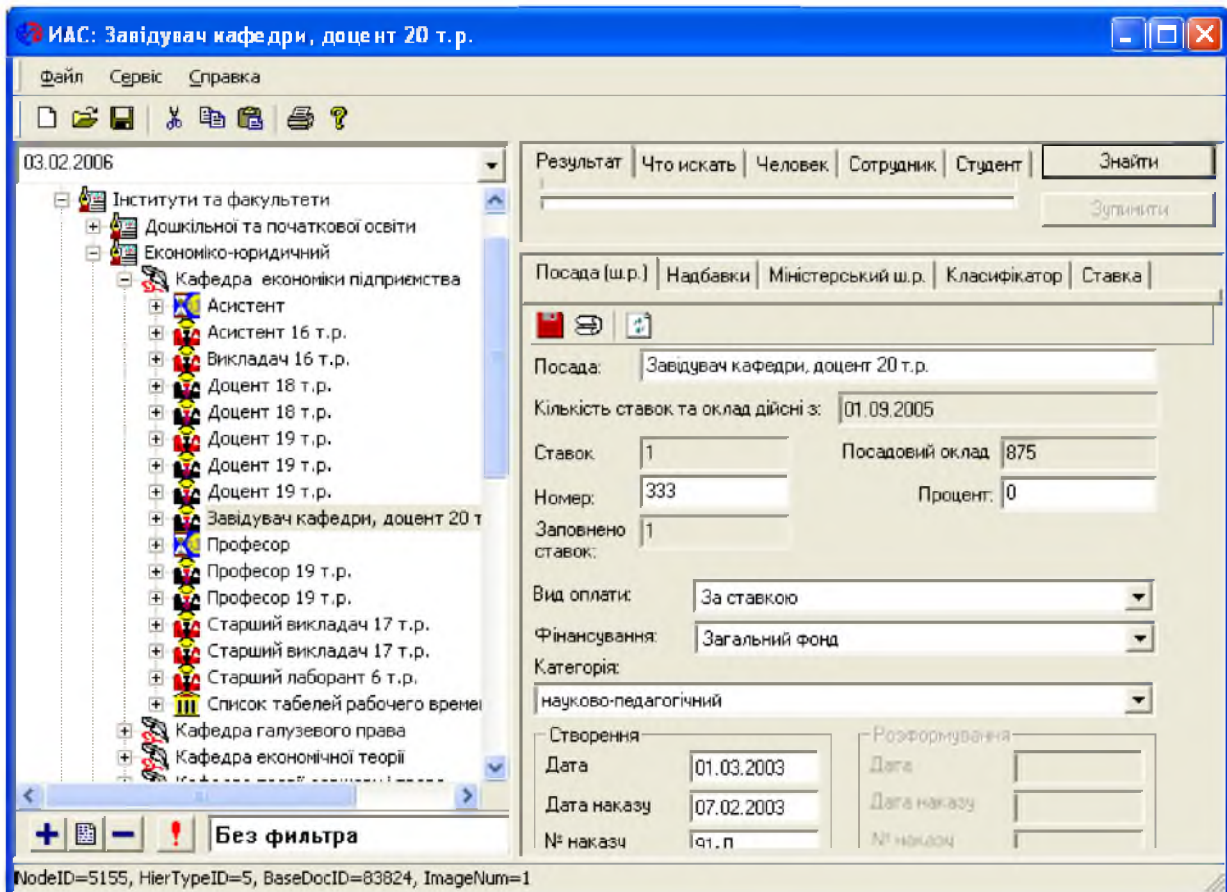 ИАС: Завідувач кафедри, доцент 20 т.р.
Файл Сервіс Справка
03.02.2006
Інститути та факультети
Дошкільної та початкової освіти
Економіко-юридичний
Кафедра економіки підприємства
Асистент
Асистент 16 т.р.
Викладач 16 т.р.
Доцент 18 т.р.
Доцент 18 т.р.
Доцент 19 т.р.
Доцент 19 т.р.
Доцент 19 т.р.
Завідувач кафедри, доцент 20 т
Професор
Професор 19 т.р.
Професор 19 т.р.
Старший викладач 17 т.р.
Старший викладач 17 т.р.
Старший лаборант 6 т.р.
Список табелей рабочего времен
Кафедра галузевого права
Кафедра економічної теорії
Без фильтра
Результат Что искать Человек Сотрудник Студент Знайти
Зупинити
Посада (ш.р.) Надбавки Міністерський ш.р. Класифікатор Ставка
Посада: Завідувач кафедри, доцент 20 т.р.
Кількість ставок та оклад дійсні з: 01.09.2005
Ставок 1 Посадовий оклад 875
Номер: 333 Процент: 0
Заповнено 1
ставок:
Вид оплати: За ставкою
Фінансування: Загальний фонд
Категорія:
науково-педагогічний
Створення Розформування
Дата 01.03.2003 Дата
Дата наказу 07.02.2003 Дата наказу
№ наказу 91-Л № наказу
NodeID=5155, HierTypeID=5, BaseDocID=83824, ImageNum=1